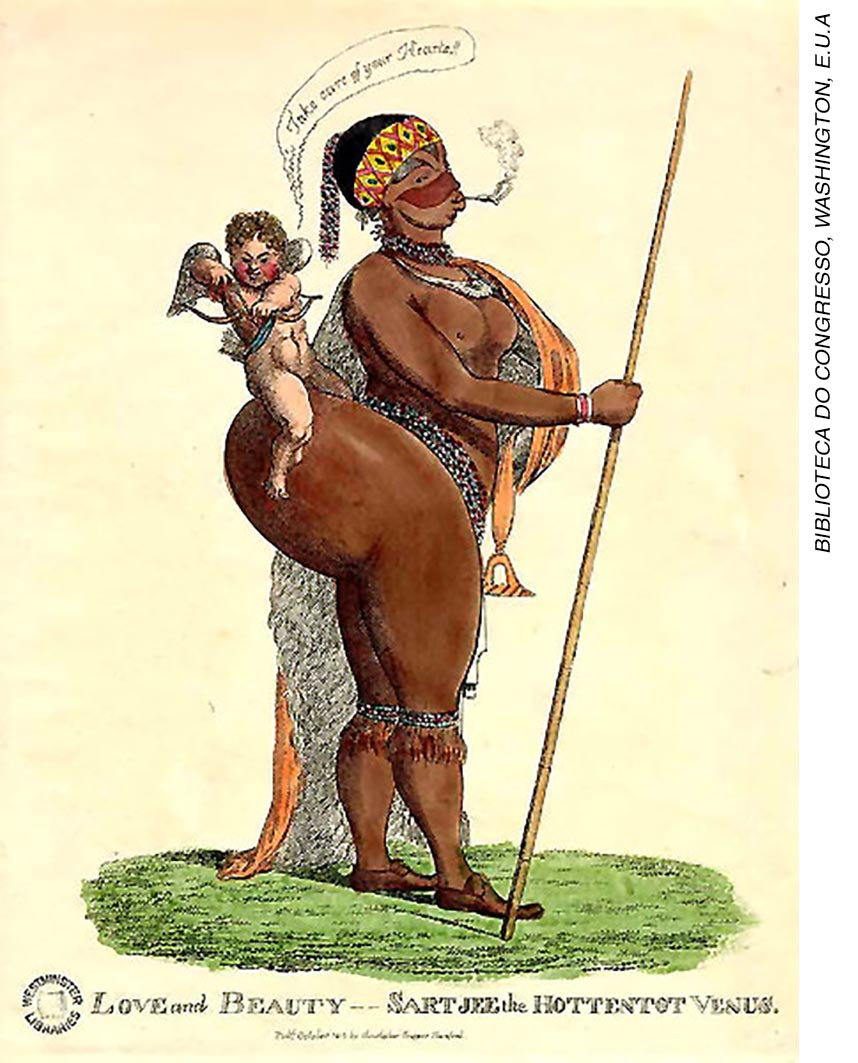 Take care of your Hearts!!
BIBLIOTECA DO CONGRESSO, WASHINGTON, E.U.A
WESTMINSTER
LIBRARIES
LOVE and BEAUTY -- SARTJEE the HOTTENTOT VENUS.